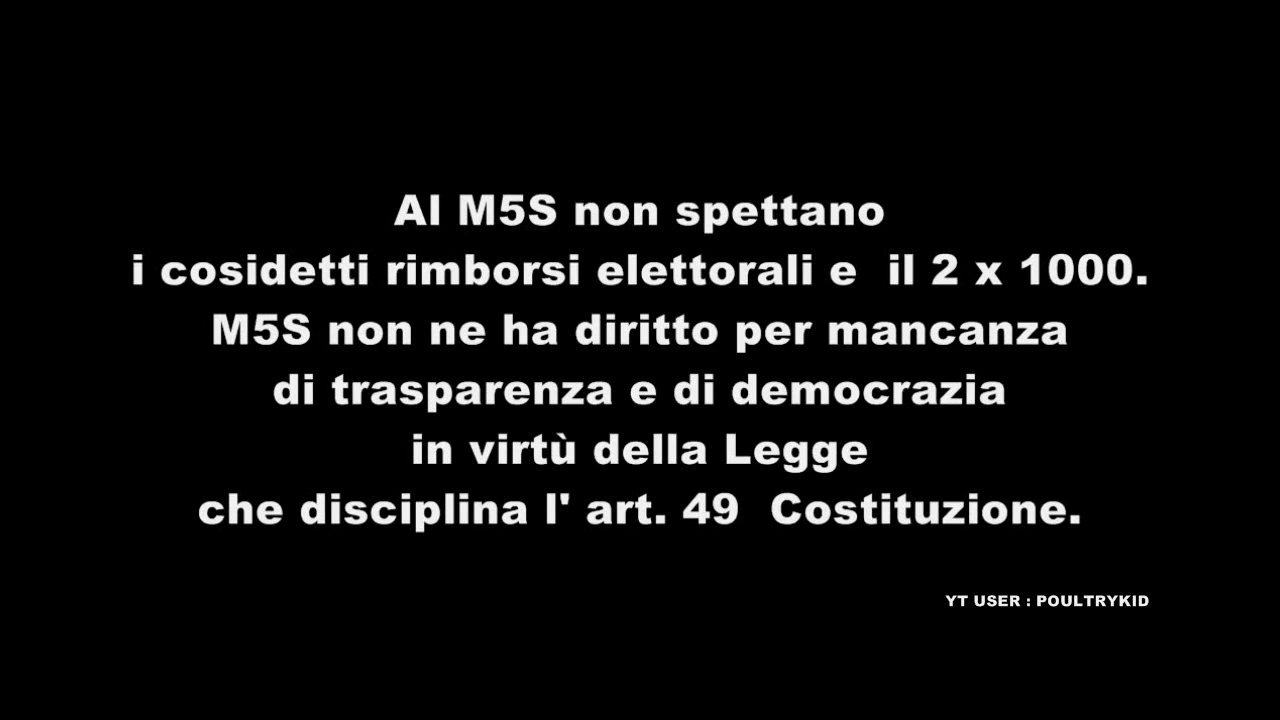 Al M5S non spettano
i cosidetti rimborsi elettorali e  il 2 x 1000.
M5S non ne ha diritto per mancanza
di trasparenza e di democrazia
in virtù della Legge
che disciplina l' art. 49  Costituzione.
YT USER : POULTRYKID